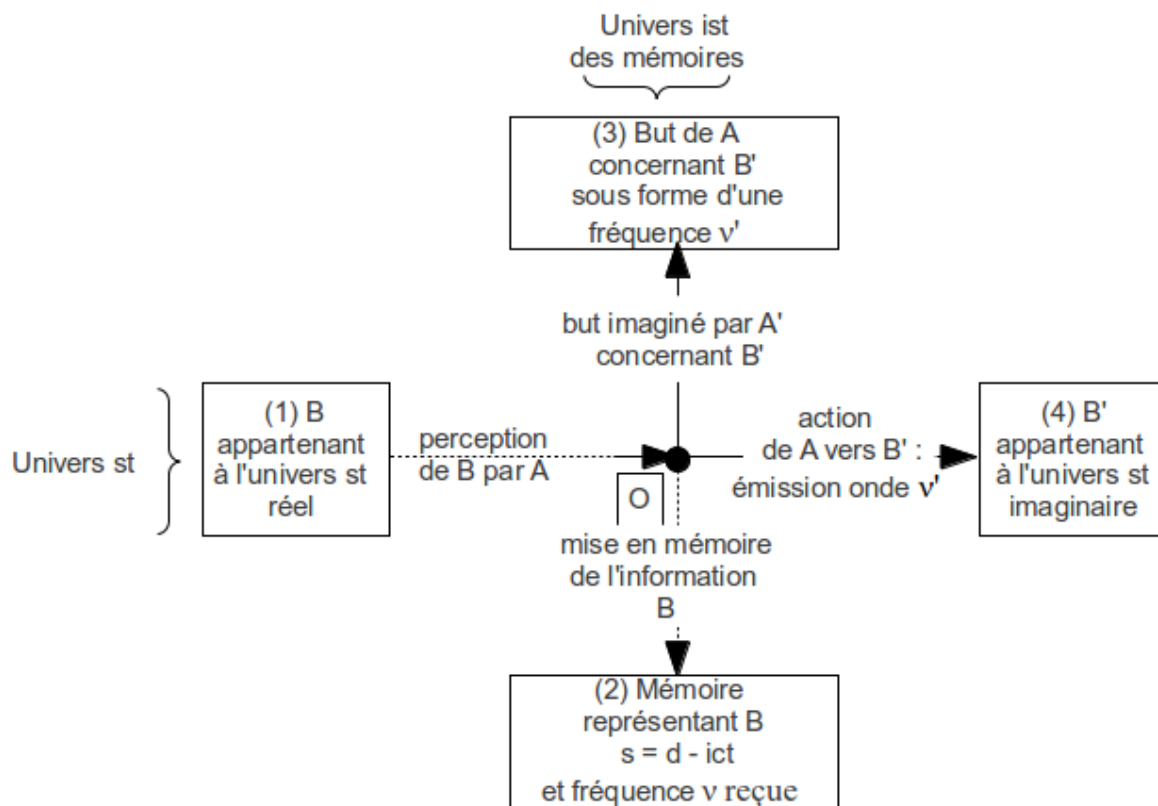 Univers ist
des mémoires
(3) But de A
concernant B'
sous forme d'une
fréquence ν'
but imaginé par A'
concernant B'
Univers st
(1) B
appartenant
à l'univers st
réel
perception
de B par A
action
de A vers B' :
émission onde ν'
(4) B'
appartenant
à l'univers st
imaginaire
O
mise en mémoire
de l'information
B
(2) Mémoire
représentant B
s = d - ict
et fréquence ν reçue